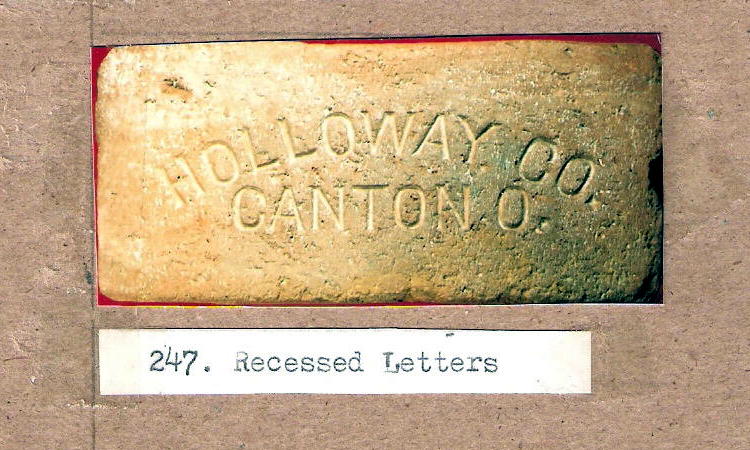 HOLLOWAY. CO.
CANTON O.
247. Recessed Letters